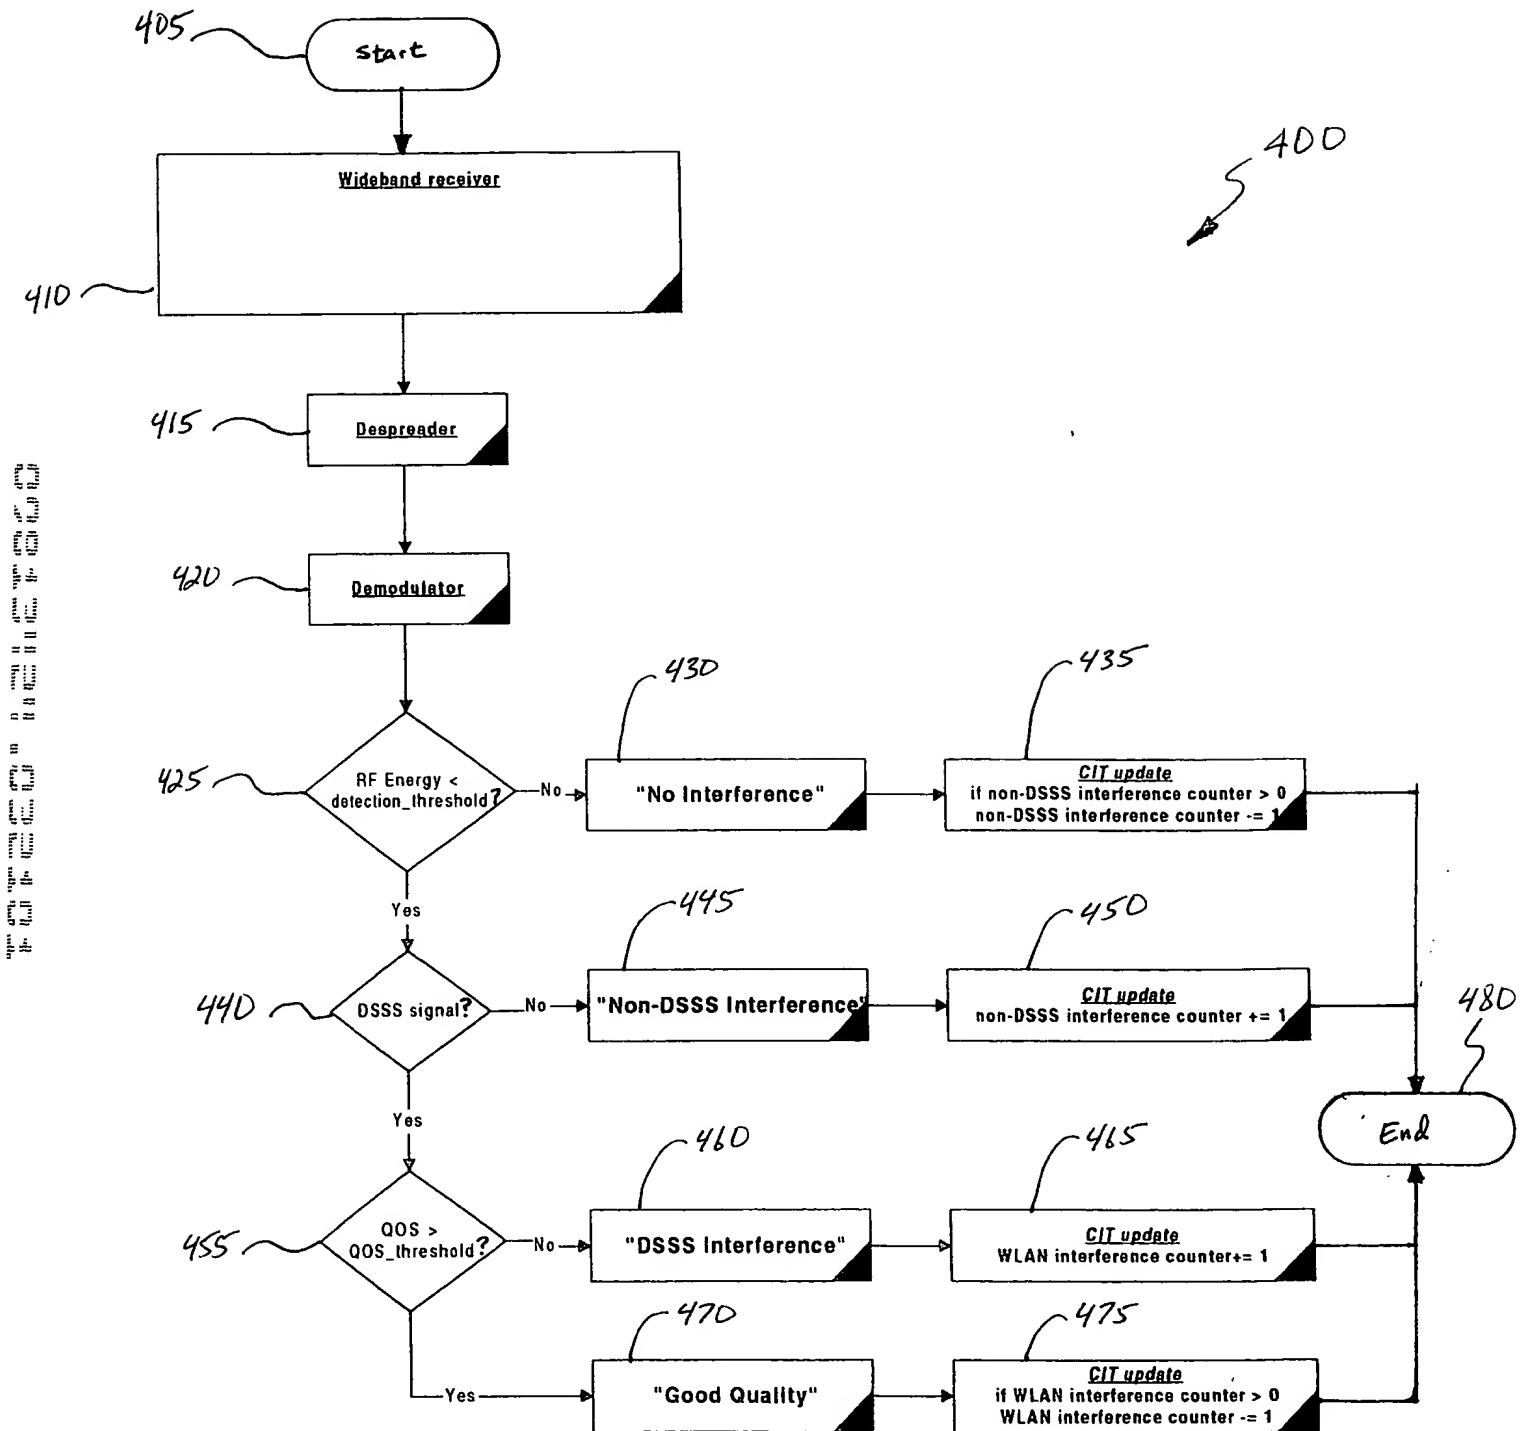 405
Start
400
Wideband receiver
410
415
Despreader
420
Demodulator
430
435
425
RF Energy <
detection_threshold?
No
"No Interference"
CIT update
if non-DSSS interference counter > 0
non-DSSS interference counter -= 1
Yes
445
450
440
DSSS signal?
No
"Non-DSSS Interference"
CIT update
non-DSSS interference counter += 1
480
Yes
End
460
465
455
QOS >
QOS_threshold?
No
"DSSS Interference"
CIT update
WLAN interference counter+= 1
470
475
Yes
"Good Quality"
CIT update
if WLAN interference counter > 0
WLAN interference counter -= 1